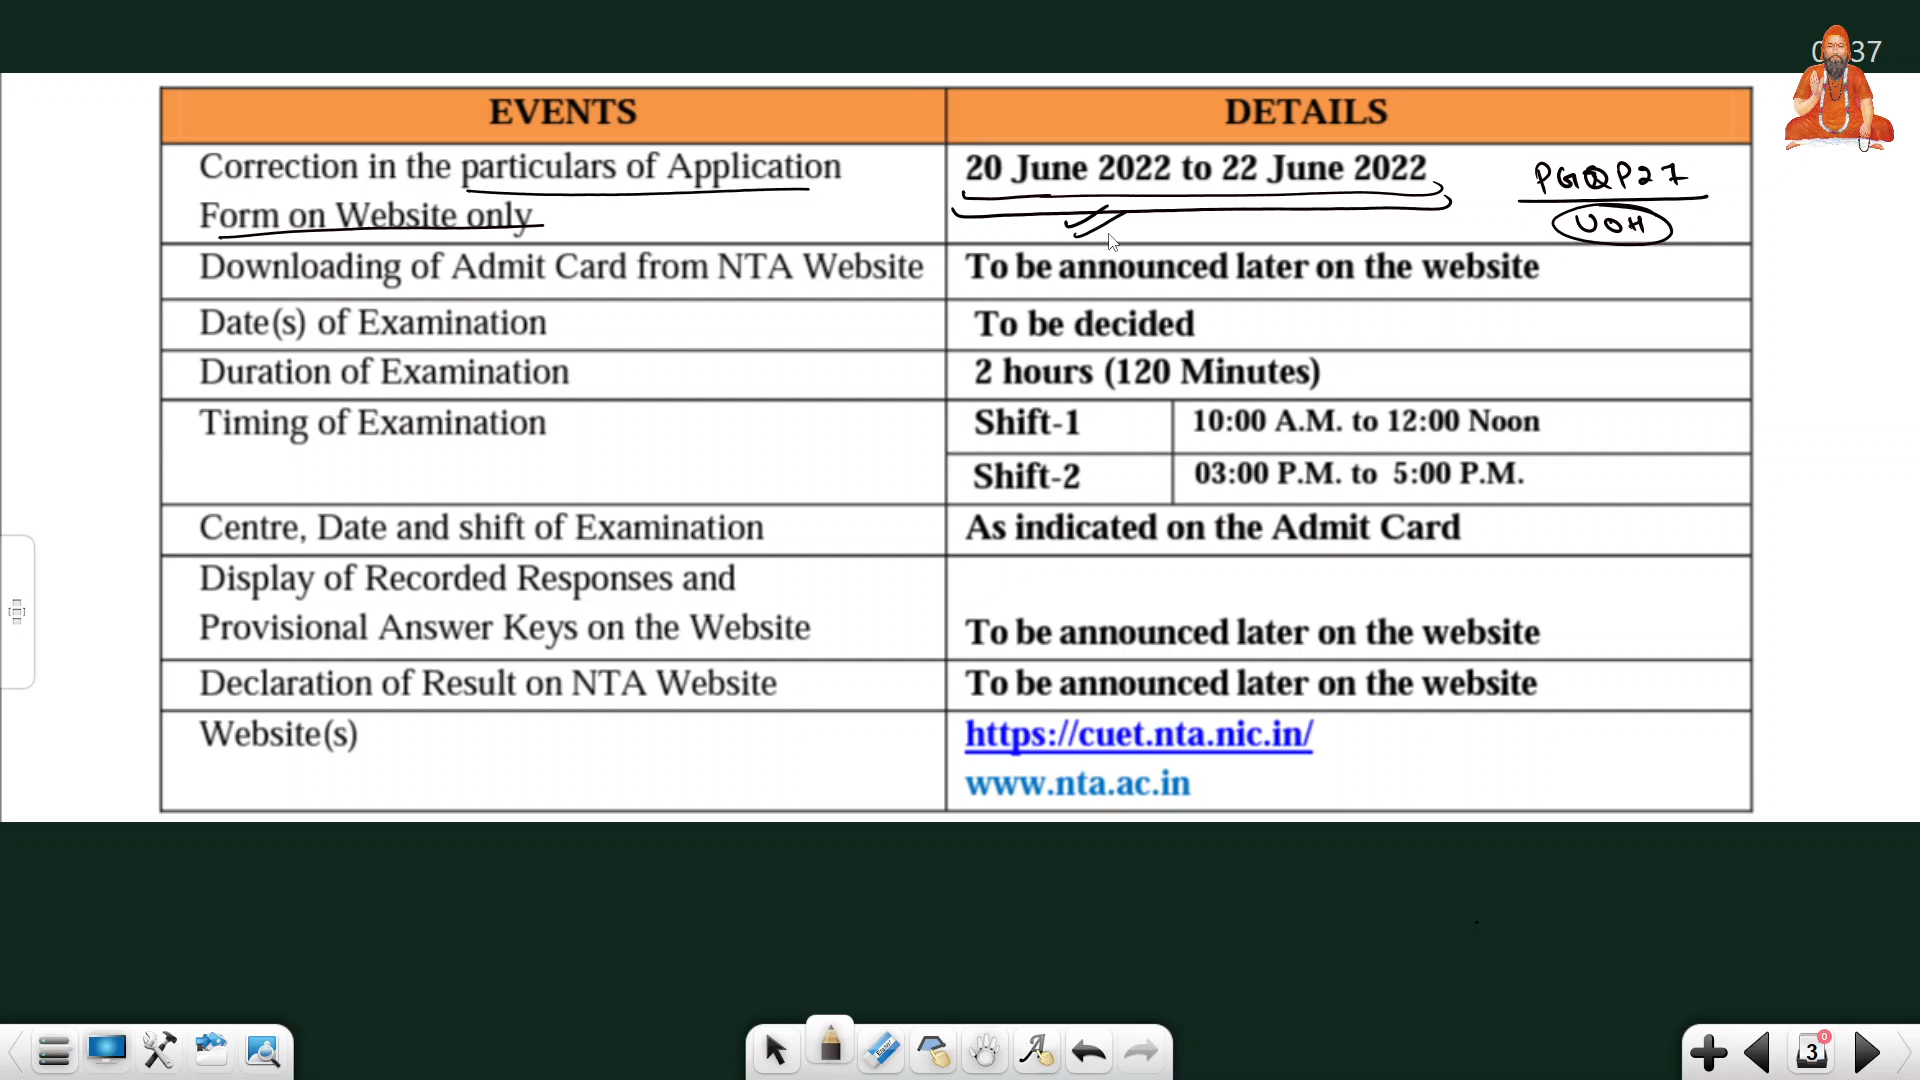 EVENTS
DETAILS
Correction in the particulars of Application
Form on Website only
20 June 2022 to 22 June 2022
PGQP27
UOH
Downloading of Admit Card from NTA Website
To be announced later on the website
Date(s) of Examination
To be decided
Duration of Examination
2 hours (120 Minutes)
Timing of Examination
Shift-1
10:00 A.M. to 12:00 Noon
Shift-2
03:00 P.M. to 5:00 P.M.
Centre, Date and shift of Examination
As indicated on the Admit Card
Display of Recorded Responses and
Provisional Answer Keys on the Website
To be announced later on the website
Declaration of Result on NTA Website
To be announced later on the website
Website(s)
https://cuet.nta.nic.in/
www.nta.ac.in
Eraser
A
3
0